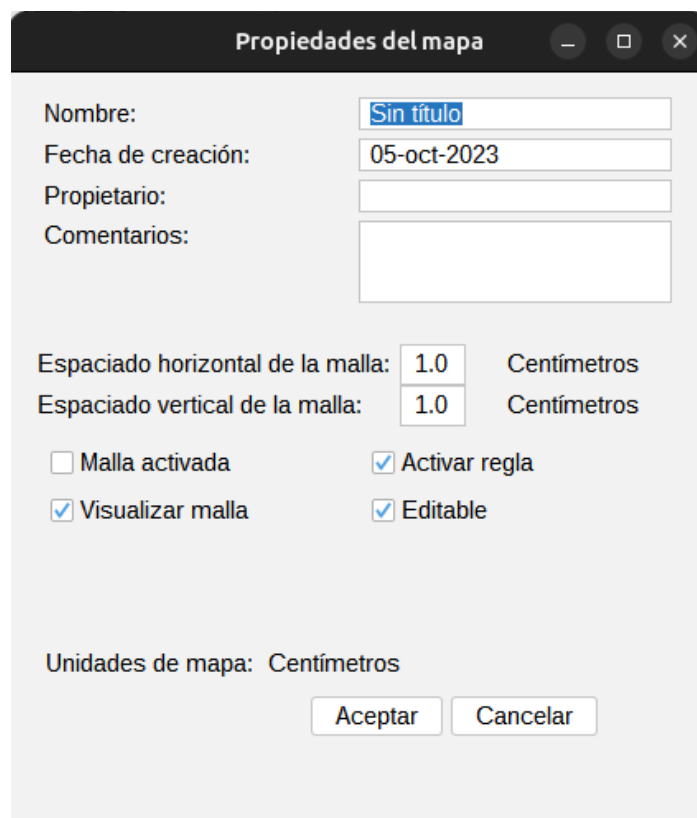 Propiedades del mapa
Nombre: Sin título
Fecha de creación: 05-oct-2023
Propietario:
Comentarios:
Espaciado horizontal de la malla: 1.0 Centímetros
Espaciado vertical de la malla: 1.0 Centímetros
Malla activada Activar regla
Visualizar malla Editable
Unidades de mapa: Centímetros
Aceptar Cancelar